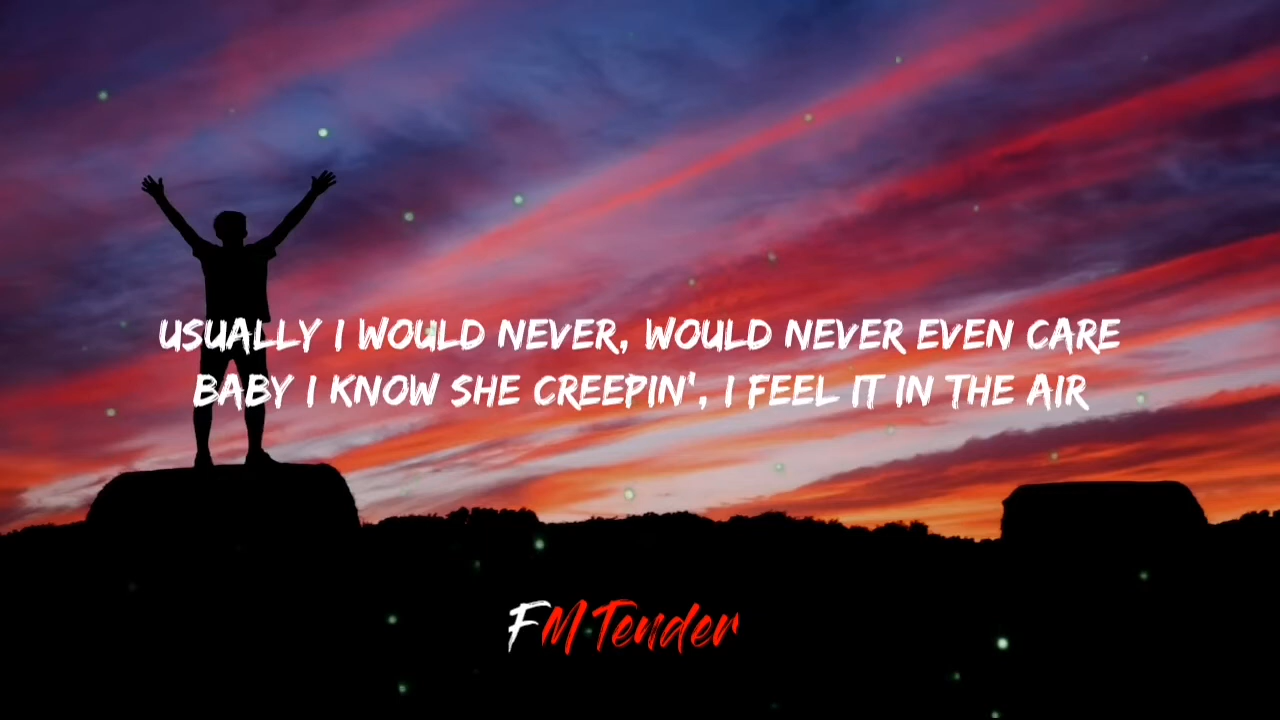 USUALLY I WOULD NEVER, WOULD NEVER EVEN CARE
BABY I KNOW SHE CREEPIN', I FEEL IT IN THE AIR
FM Tender